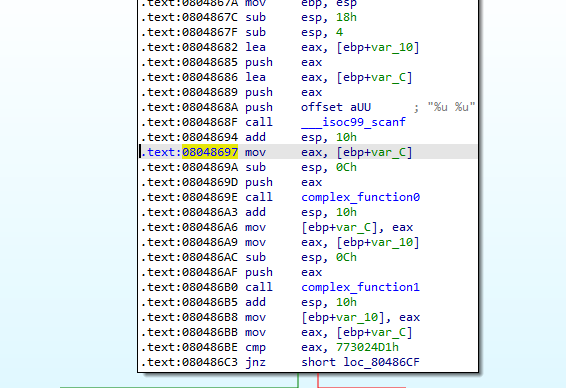 .text:0804867A mov ebp, esp
.text:0804867C sub esp, 18h
.text:0804867F sub esp, 4
.text:08048682 lea eax, [ebp+var_10]
.text:08048685 push eax
.text:08048686 lea eax, [ebp+var_C]
.text:08048689 push eax
.text:0804868A push offset aUU ; "%u %u"
.text:0804868F call ___isoc99_scanf
.text:08048694 add esp, 10h
.text:08048697 mov eax, [ebp+var_C]
.text:0804869A sub esp, 0Ch
.text:0804869D push eax
.text:0804869E call complex_function0
.text:080486A3 add esp, 10h
.text:080486A6 mov [ebp+var_C], eax
.text:080486A9 mov eax, [ebp+var_10]
.text:080486AC sub esp, 0Ch
.text:080486AF push eax
.text:080486B0 call complex_function1
.text:080486B5 add esp, 10h
.text:080486B8 mov [ebp+var_10], eax
.text:080486BB mov eax, [ebp+var_C]
.text:080486BE cmp eax, 773024D1h
.text:080486C3 jnz short loc_80486CF